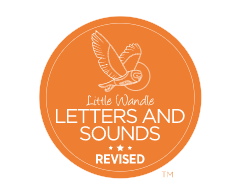 Little Wandle
LETTERS AND
SOUNDS
REVISED
TM